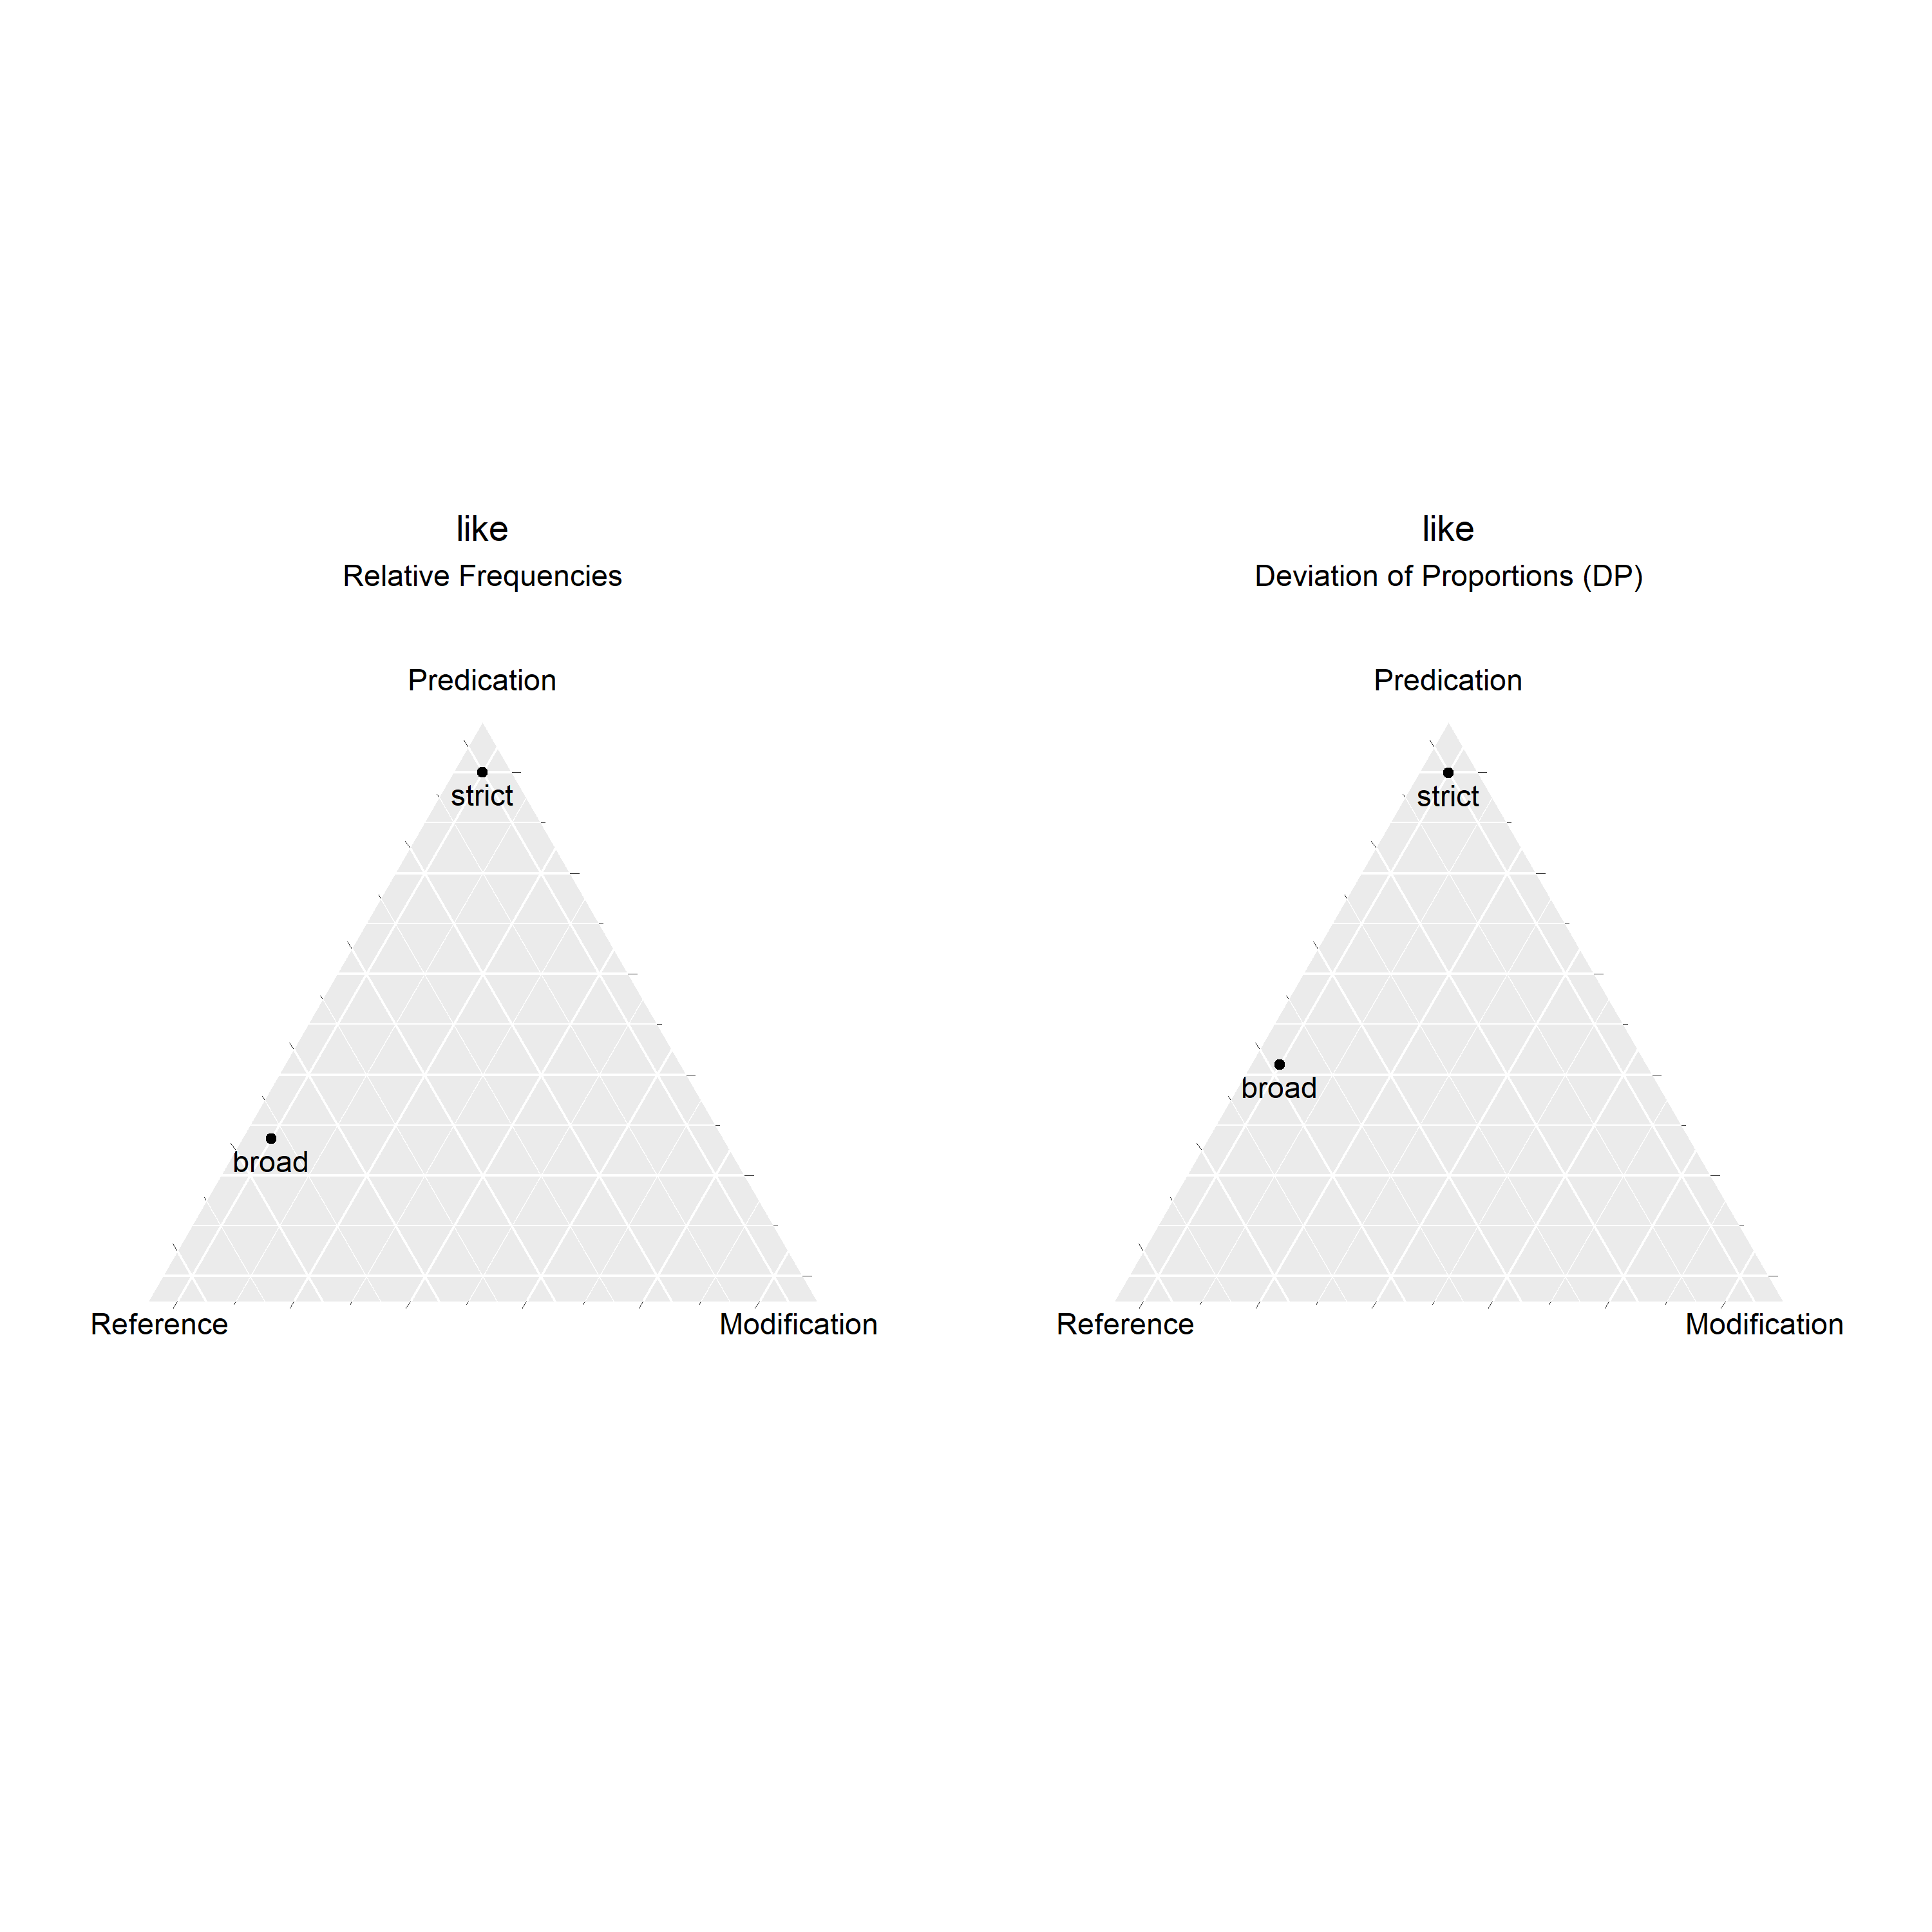 like
Relative Frequencies
Predication
strict
broad
Reference
Modification
like
Deviation of Proportions (DP)
Predication
strict
broad
Reference
Modification